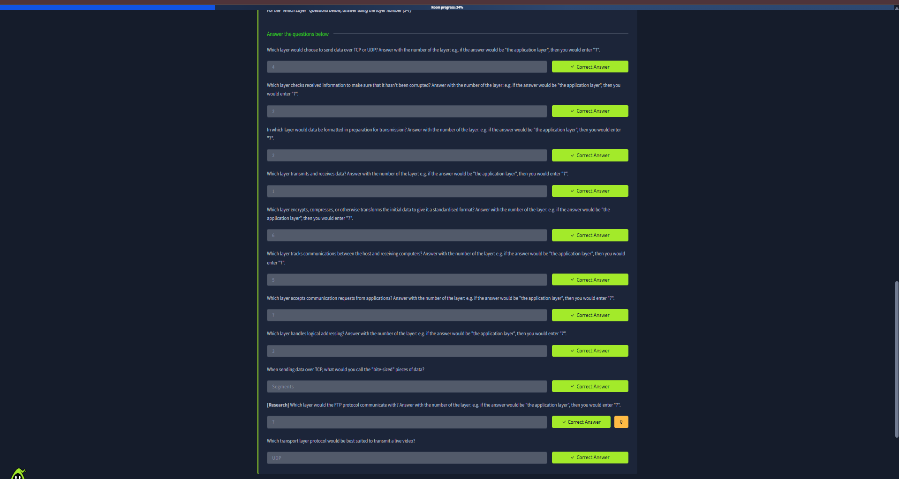 Room progress: 34%
For the "Which Layer" Questions below, answer using the layer number (1-7)
Answer the questions below
Which layer would choose to send data over TCP or UDP? Answer with the number of the layer: e.g. if the answer would be "the application layer", then you would enter "7".
4
✓ Correct Answer
Which layer checks received information to make sure that it hasn't been corrupted? Answer with the number of the layer: e.g. if the answer would be "the application layer", then you
would enter "7".
✓ Correct Answer
In which layer would data be formatted in preparation for transmission? Answer with the number of the layer: e.g. if the answer would be "the application layer", then you would enter
"7".
✓ Correct Answer
Which layer transmits and receives data? Answer with the number of the layer: e.g. if the answer would be "the application layer", then you would enter "7".
✓ Correct Answer
Which layer encrypts, compresses, or otherwise transforms the initial data to give it a standardised format? Answer with the number of the layer: e.g. if the answer would be "the
application layer", then you would enter "7".
✓ Correct Answer
Which layer tracks communications between the host and receiving computers? Answer with the number of the layer: e.g. if the answer would be "the application layer", then you would
enter "7".
5
✓ Correct Answer
Which layer accepts communication requests from applications? Answer with the number of the layer: e.g. if the answer would be "the application layer", then you would enter "7".
✓ Correct Answer
Which layer handles logical addressing? Answer with the number of the layer: e.g. if the answer would be "the application layer", then you would enter "7".
✓ Correct Answer
When sending data over TCP, what would you call the "bite-sized" pieces of data?
Segments
✓ Correct Answer
[Research] Which layer would the FTP protocol communicate with? Answer with the number of the layer: e.g. if the answer would be "the application layer", then you would enter "7".
7
✓ Correct Answer
Which transport layer protocol would be best suited to transmit a live video?
UDP
✓ Correct Answer